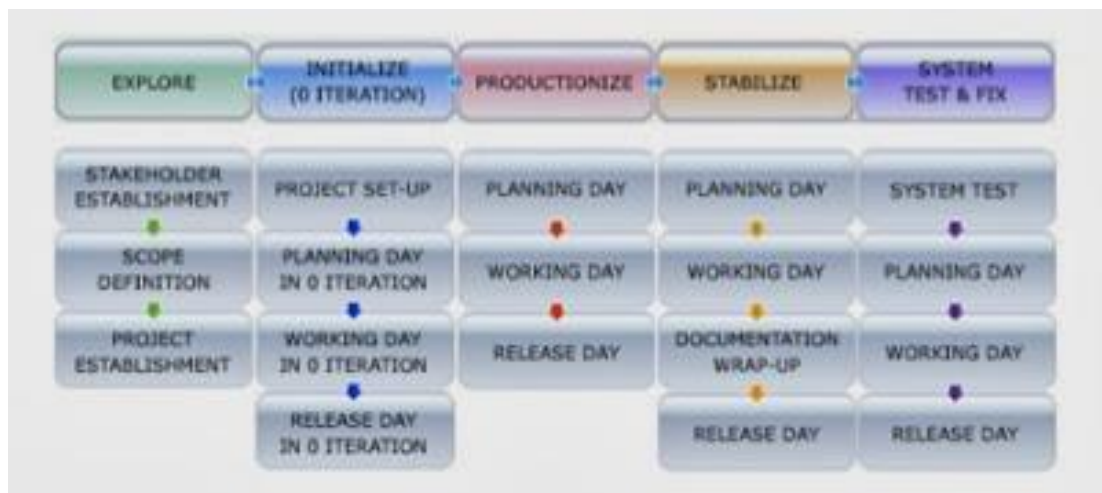 EXPLORE
INITIALIZE
(0 ITERATION)
PRODUCTIONIZE
STABILIZE
SYSTEM
TEST & FIX
STAKEHOLDER
ESTABLISHMENT
SCOPE
DEFINITION
PROJECT
ESTABLISHMENT
PROJECT SET-UP
PLANNING DAY
IN 0 ITERATION
WORKING DAY
IN 0 ITERATION
RELEASE DAY
IN 0 ITERATION
PLANNING DAY
WORKING DAY
RELEASE DAY
PLANNING DAY
WORKING DAY
DOCUMENTATION
WRAP-UP
RELEASE DAY
SYSTEM TEST
PLANNING DAY
WORKING DAY
RELEASE DAY